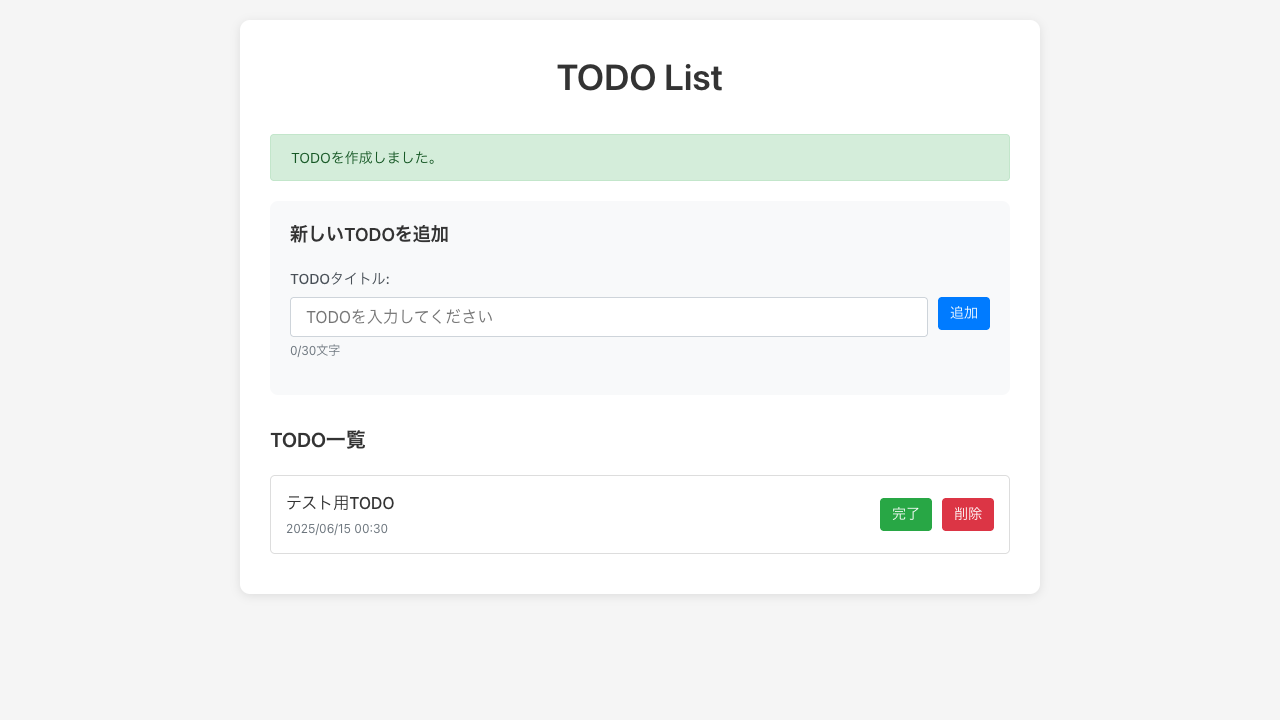 TODO List
TODOを作成しました。
新しいTODOを追加
TODOタイトル:
TODOを入力してください
追加
0/30文字
TODO一覧
テスト用TODO
2025/06/15 00:30
完了
削除